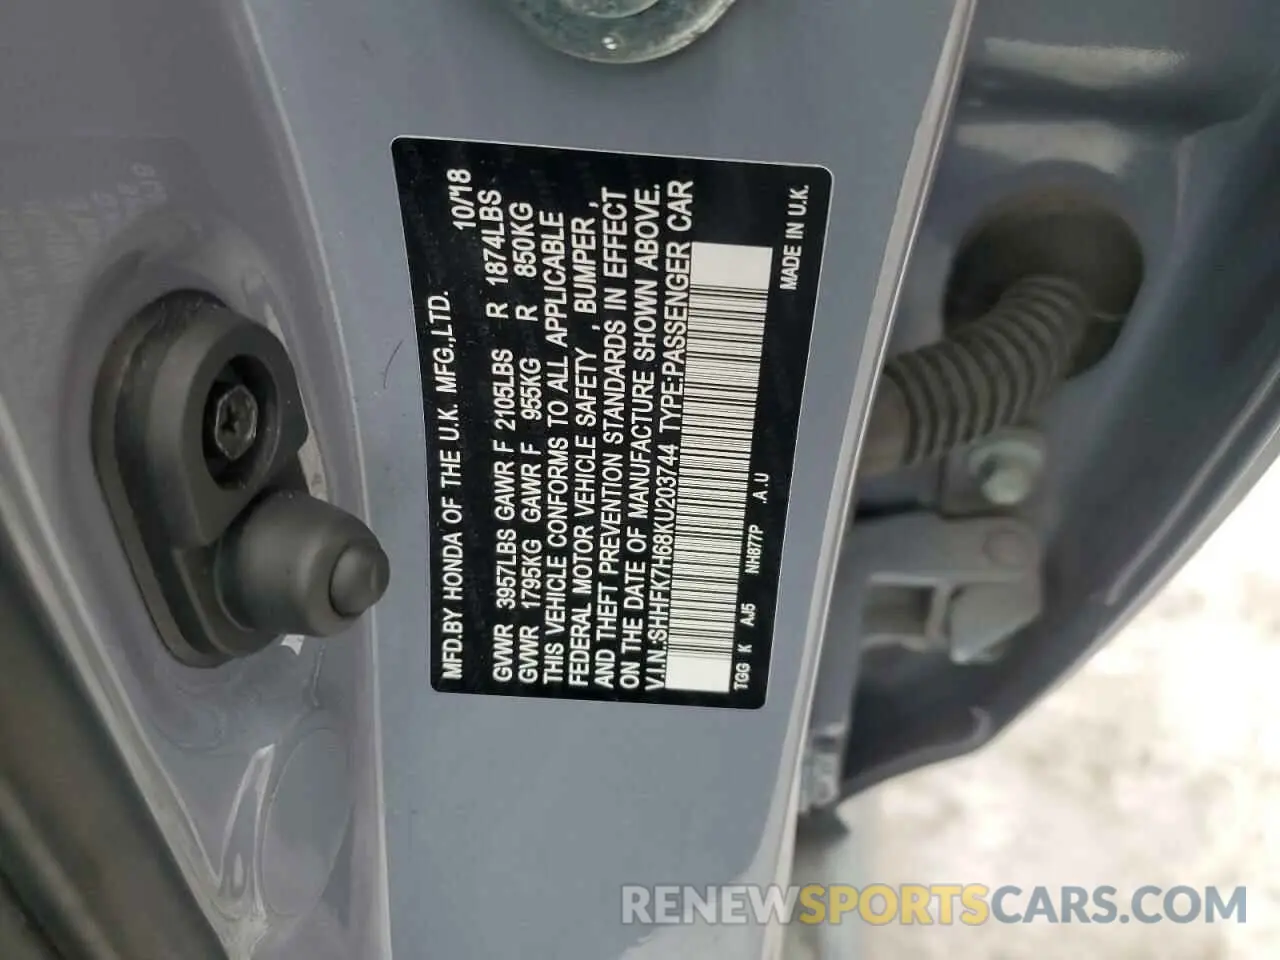 MFD.BY HONDA OF THE U.K. MFG.,LTD. 10/'18
GVWR 3957LBS GAWR F 2105LBS R 1874LBS
GVWR 1795KG GAWR F 955KG R 850KG
THIS VEHICLE CONFORMS TO ALL APPLICABLE
FEDERAL MOTOR VEHICLE SAFETY , BUMPER ,
AND THEFT PREVENTION STANDARDS IN EFFECT
ON THE DATE OF MANUFACTURE SHOWN ABOVE.
V.I.N.:SHHFK7H68KU203744 TYPE:PASSENGER CAR
TGG K AJ5 NH877P .A.U MADE IN U.K.
RENEWSPORTSCARS.COM